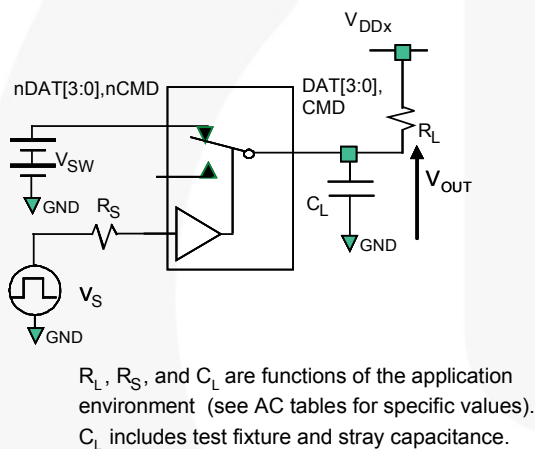 V_DDx
nDAT[3:0],nCMD
DAT[3:0],
CMD
R_L
V_SW
V_OUT
GND
R_S
C_L
GND
V_S
GND
R_L, R_S, and C_L are functions of the application
environment (see AC tables for specific values).
C_L includes test fixture and stray capacitance.